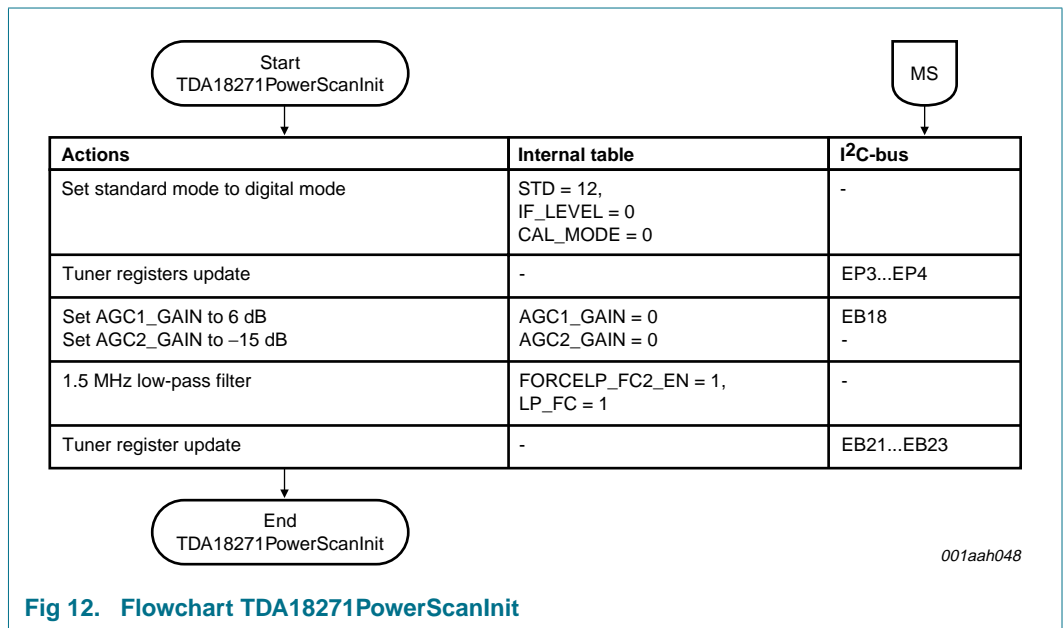 Start
TDA18271PowerScanInit
MS
Actions Internal table I2C-bus
Set standard mode to digital mode STD = 12, -
IF_LEVEL = 0
CAL_MODE = 0
Tuner registers update - EP3...EP4
Set AGC1_GAIN to 6 dB AGC1_GAIN = 0 EB18
Set AGC2_GAIN to −15 dB AGC2_GAIN = 0 -
1.5 MHz low-pass filter FORCELP_FC2_EN = 1, -
LP_FC = 1
Tuner register update - EB21...EB23
End
TDA18271PowerScanInit
001aah048
Fig 12. Flowchart TDA18271PowerScanInit